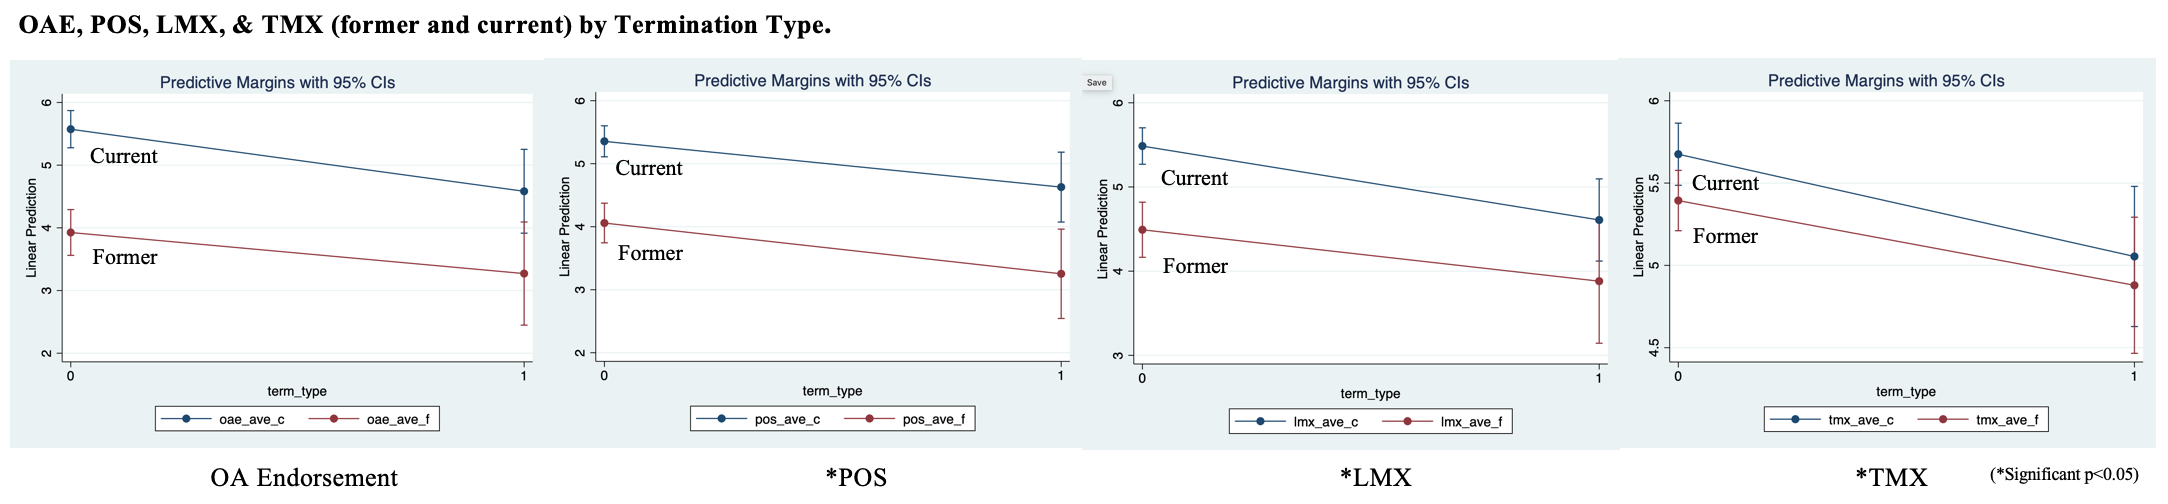 OAE, POS, LMX, & TMX (former and current) by Termination Type.
Predictive Margins with 95% CIs
Linear Prediction
6
5
4
3
2
Current
Former
0
1
term_type
oae_ave_c
oae_ave_f
OA Endorsement
Predictive Margins with 95% CIs
Linear Prediction
6
5
4
3
2
Current
Former
0
1
term_type
pos_ave_c
pos_ave_f
*POS
Save
Predictive Margins with 95% CIs
Linear Prediction
6
5
4
3
Current
Former
0
1
term_type
lmx_ave_c
lmx_ave_f
*LMX
Predictive Margins with 95% CIs
Linear Prediction
6
5.5
5
4.5
Current
Former
0
1
term_type
tmx_ave_c
tmx_ave_f
*TMX
(*Significant p<0.05)